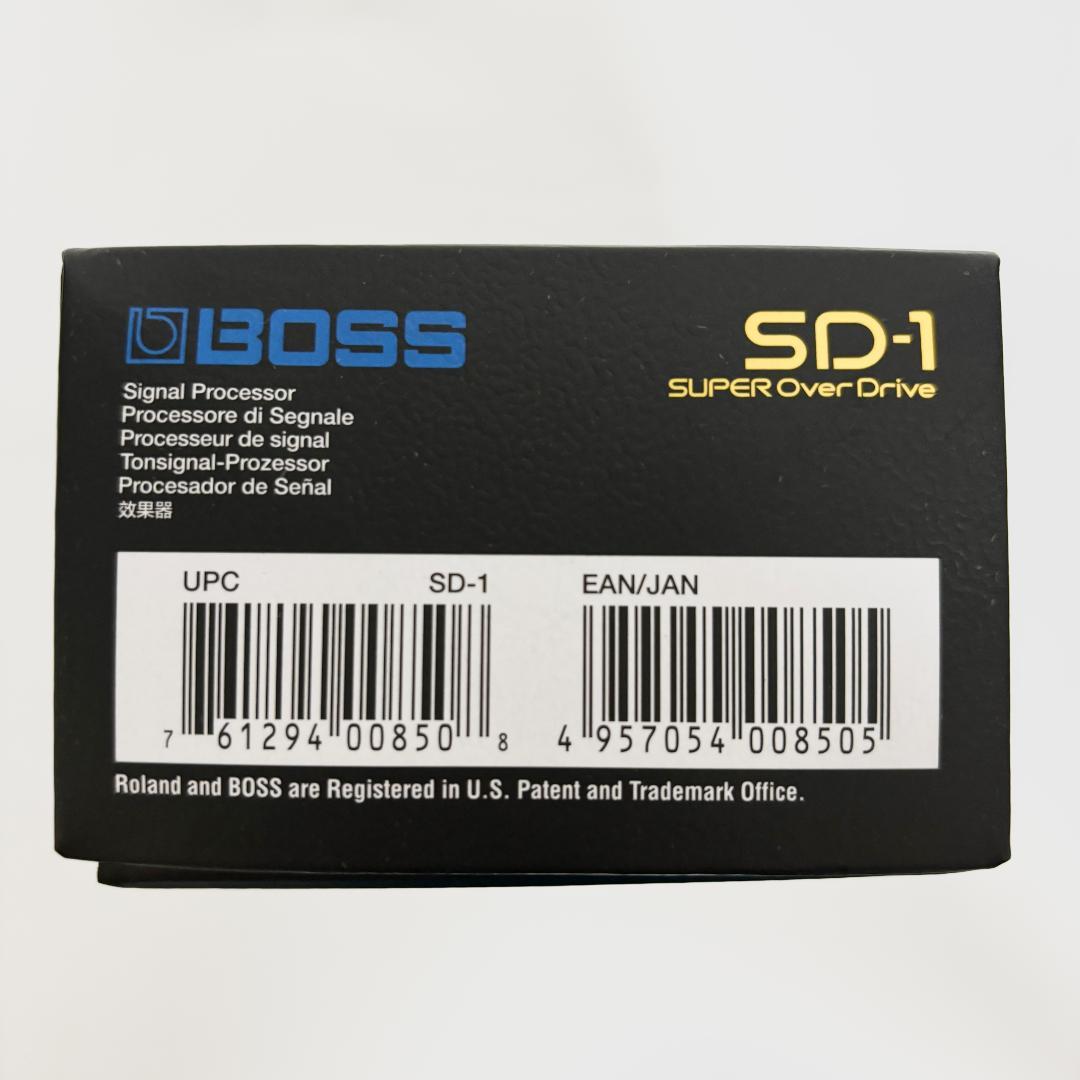 BOSS
SD-1
SUPER Over Drive
Signal Processor
Processore di Segnale
Processeur de signal
Tonsignal-Prozessor
Procesador de Señal
效果器
UPC SD-1
7 61294 00850 8
EAN/JAN
4 957054 008505
Roland and BOSS are Registered in U.S. Patent and Trademark Office.